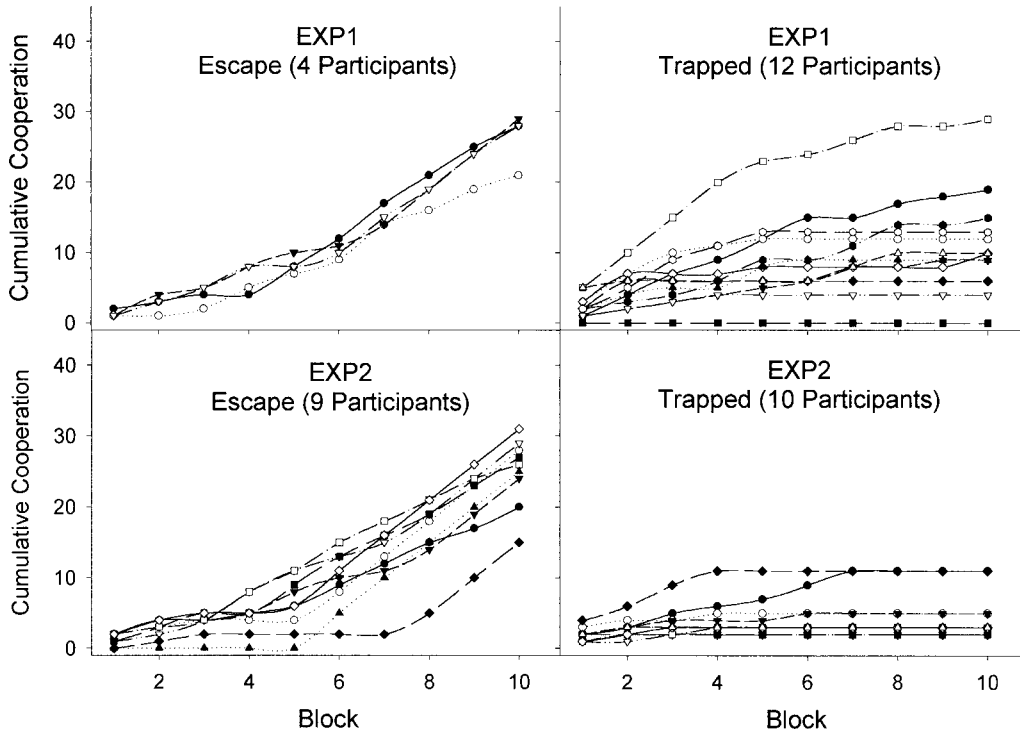 EXP1
Escape (4 Participants)
EXP1
Trapped (12 Participants)
Cumulative Cooperation
40
30
20
10
0
EXP2
Escape (9 Participants)
EXP2
Trapped (10 Participants)
Cumulative Cooperation
40
30
20
10
0
2 4 6 8 10
2 4 6 8 10
Block
Block